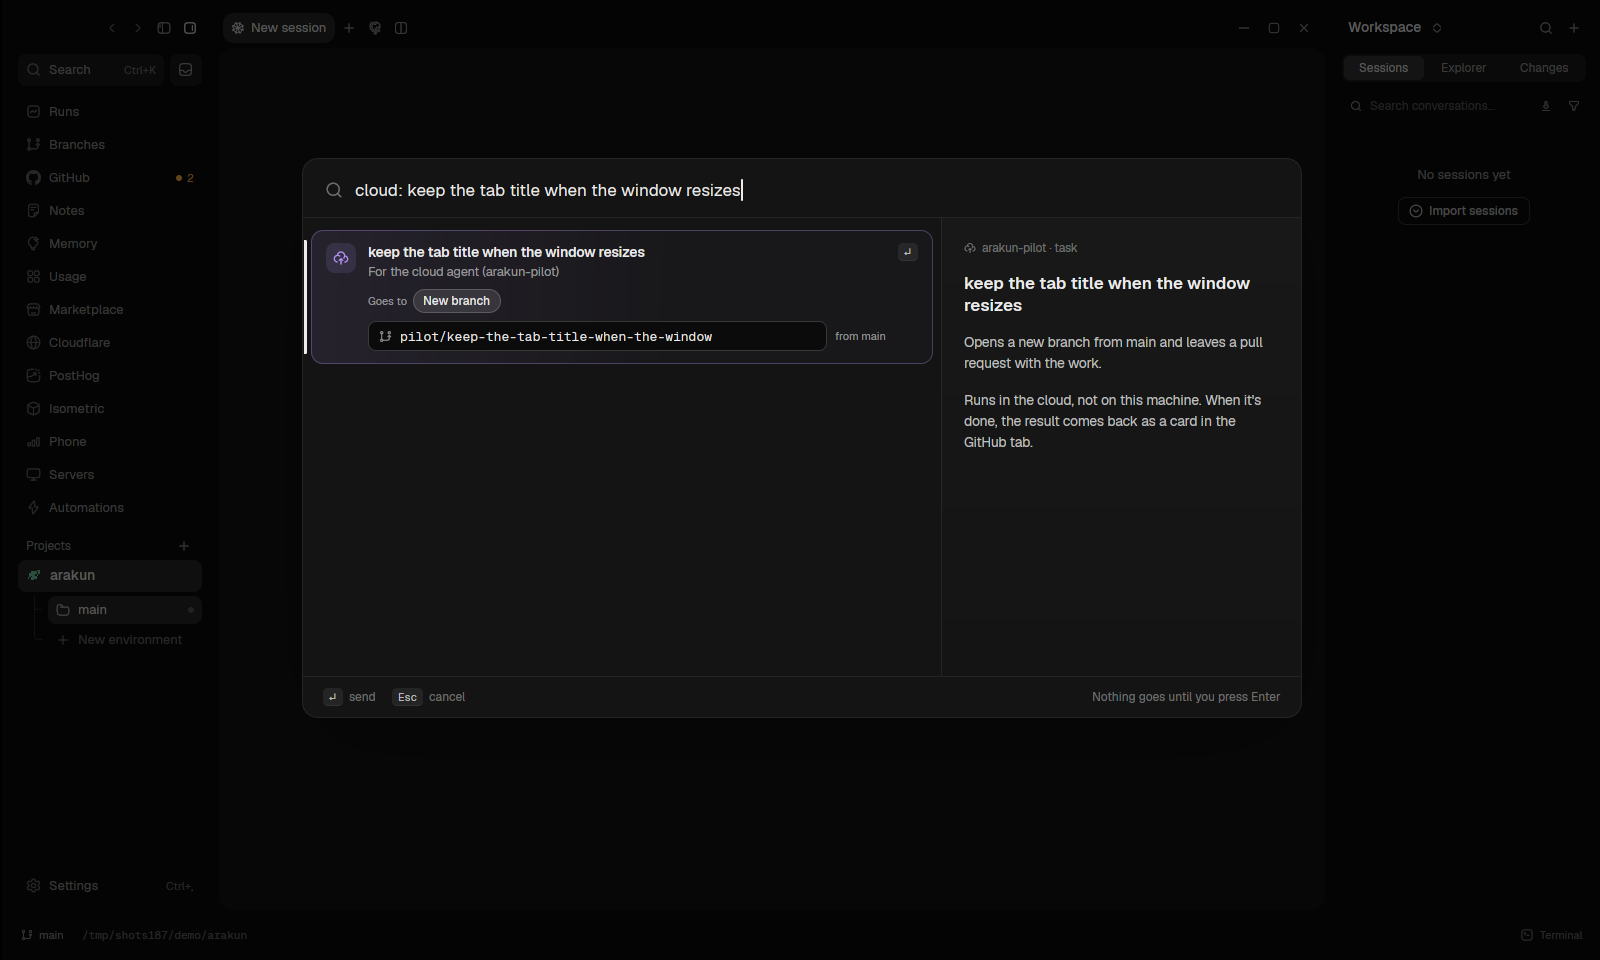 New session
Workspace
Search Ctrl+K
Sessions Explorer Changes
Search conversations...
Runs
Branches
GitHub 2
Notes
Memory
Usage
Marketplace
Cloudflare
PostHog
Isometric
Phone
Servers
Automations
Projects
arakun
main
New environment
Settings Ctrl+,
main /tmp/shots187/demo/arakun
cloud: keep the tab title when the window resizes
keep the tab title when the window resizes
For the cloud agent (arakun-pilot)
Goes to New branch
pilot/keep-the-tab-title-when-the-window from main
arakun-pilot · task
keep the tab title when the window
resizes
Opens a new branch from main and leaves a pull
request with the work.
Runs in the cloud, not on this machine. When it's
done, the result comes back as a card in the
GitHub tab.
send Esc cancel
Nothing goes until you press Enter
No sessions yet
Import sessions
Terminal